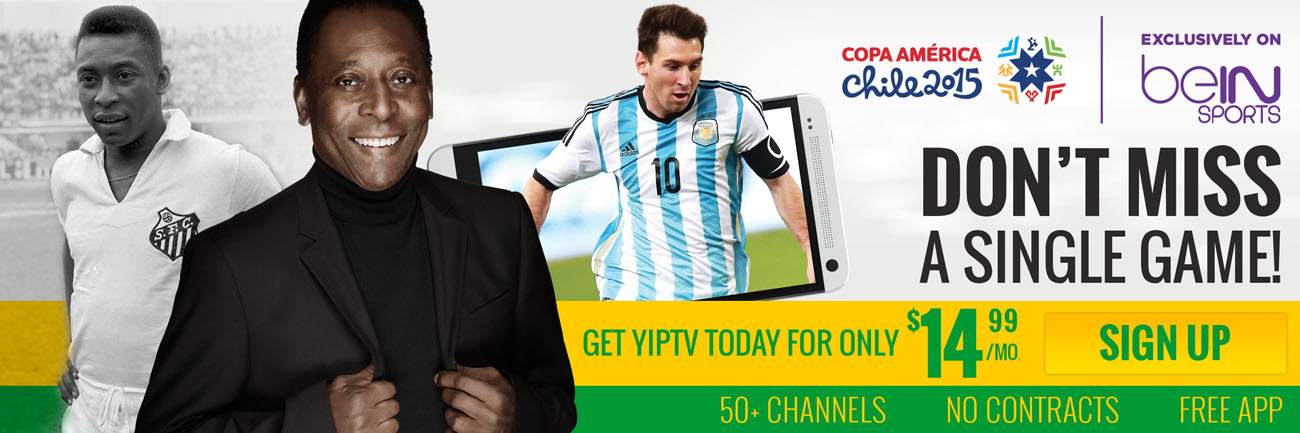 S.F.C.
adidas
10
COPA AMÉRICA
chile2015
EXCLUSIVELY ON
beIN
SPORTS
DON'T MISS
A SINGLE GAME!
GET YIPTV TODAY FOR ONLY $14.99/MO.
SIGN UP
50+ CHANNELS NO CONTRACTS FREE APP